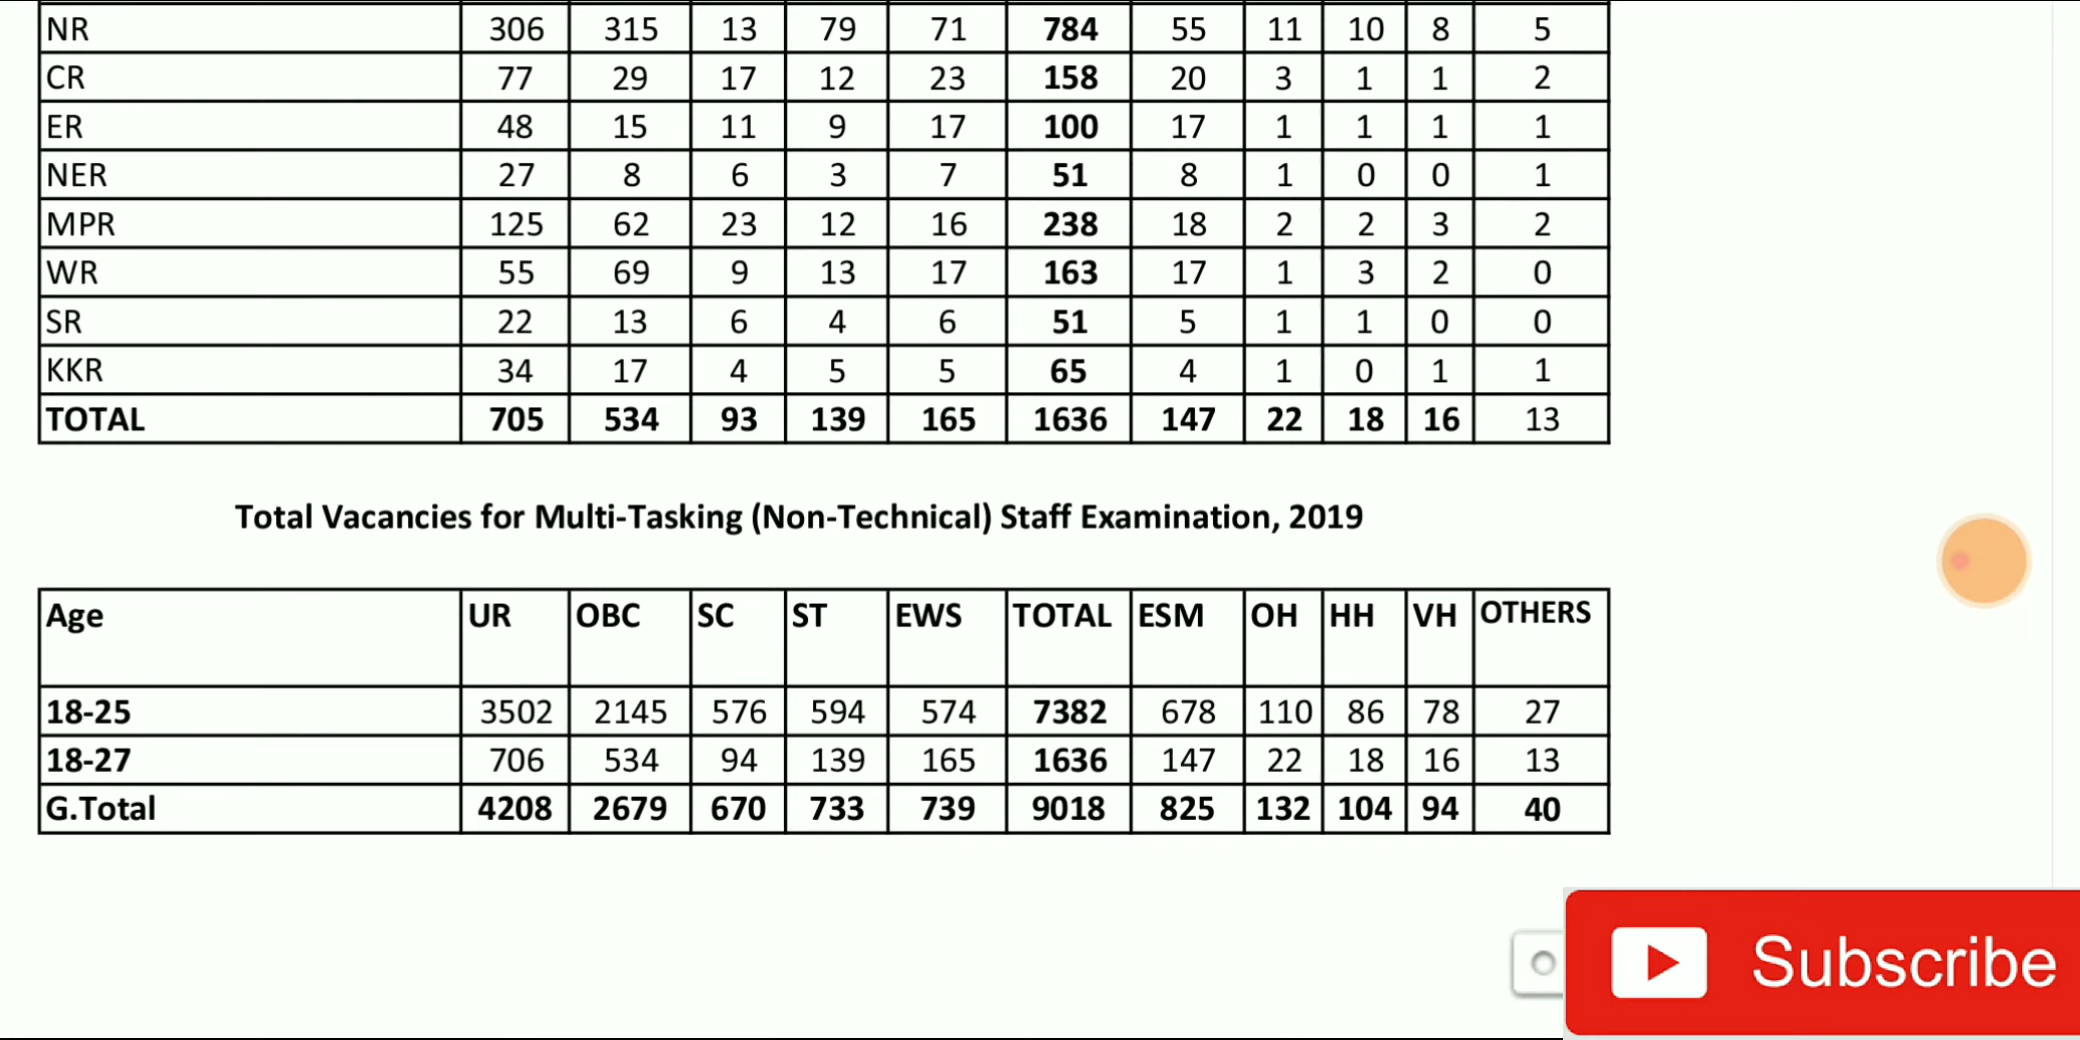 NR 306 315 13 79 71 784 55 11 10 8 5
CR 77 29 17 12 23 158 20 3 1 1 2
ER 48 15 11 9 17 100 17 1 1 1 1
NER 27 8 6 3 7 51 8 1 0 0 1
MPR 125 62 23 12 16 238 18 2 2 3 2
WR 55 69 9 13 17 163 17 1 3 2 0
SR 22 13 6 4 6 51 5 1 1 0 0
KKR 34 17 4 5 5 65 4 1 0 1 1
TOTAL 705 534 93 139 165 1636 147 22 18 16 13
Total Vacancies for Multi-Tasking (Non-Technical) Staff Examination, 2019
Age UR OBC SC ST EWS TOTAL ESM OH HH VH OTHERS
18-25 3502 2145 576 594 574 7382 678 110 86 78 27
18-27 706 534 94 139 165 1636 147 22 18 16 13
G.Total 4208 2679 670 733 739 9018 825 132 104 94 40
Subscribe